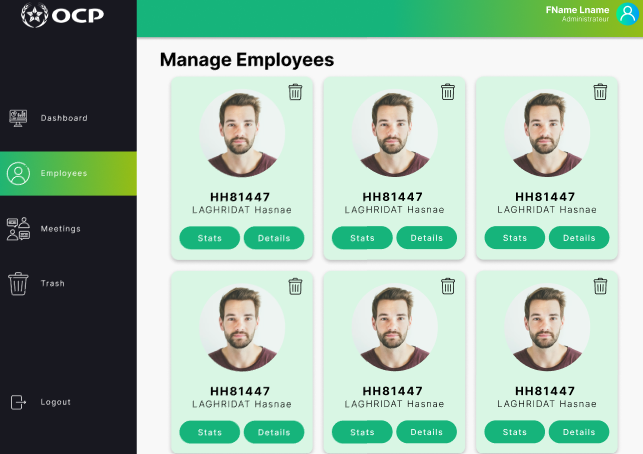 OCP
FName Lname
Administrateur
Manage Employees
Dashboard
Employees
Meetings
Trash
Logout
HH81447
LAGHRIDAT Hasnae
Stats Details
HH81447
LAGHRIDAT Hasnae
Stats Details
HH81447
LAGHRIDAT Hasnae
Stats Details
HH81447
LAGHRIDAT Hasnae
Stats Details
HH81447
LAGHRIDAT Hasnae
Stats Details
HH81447
LAGHRIDAT Hasnae
Stats Details